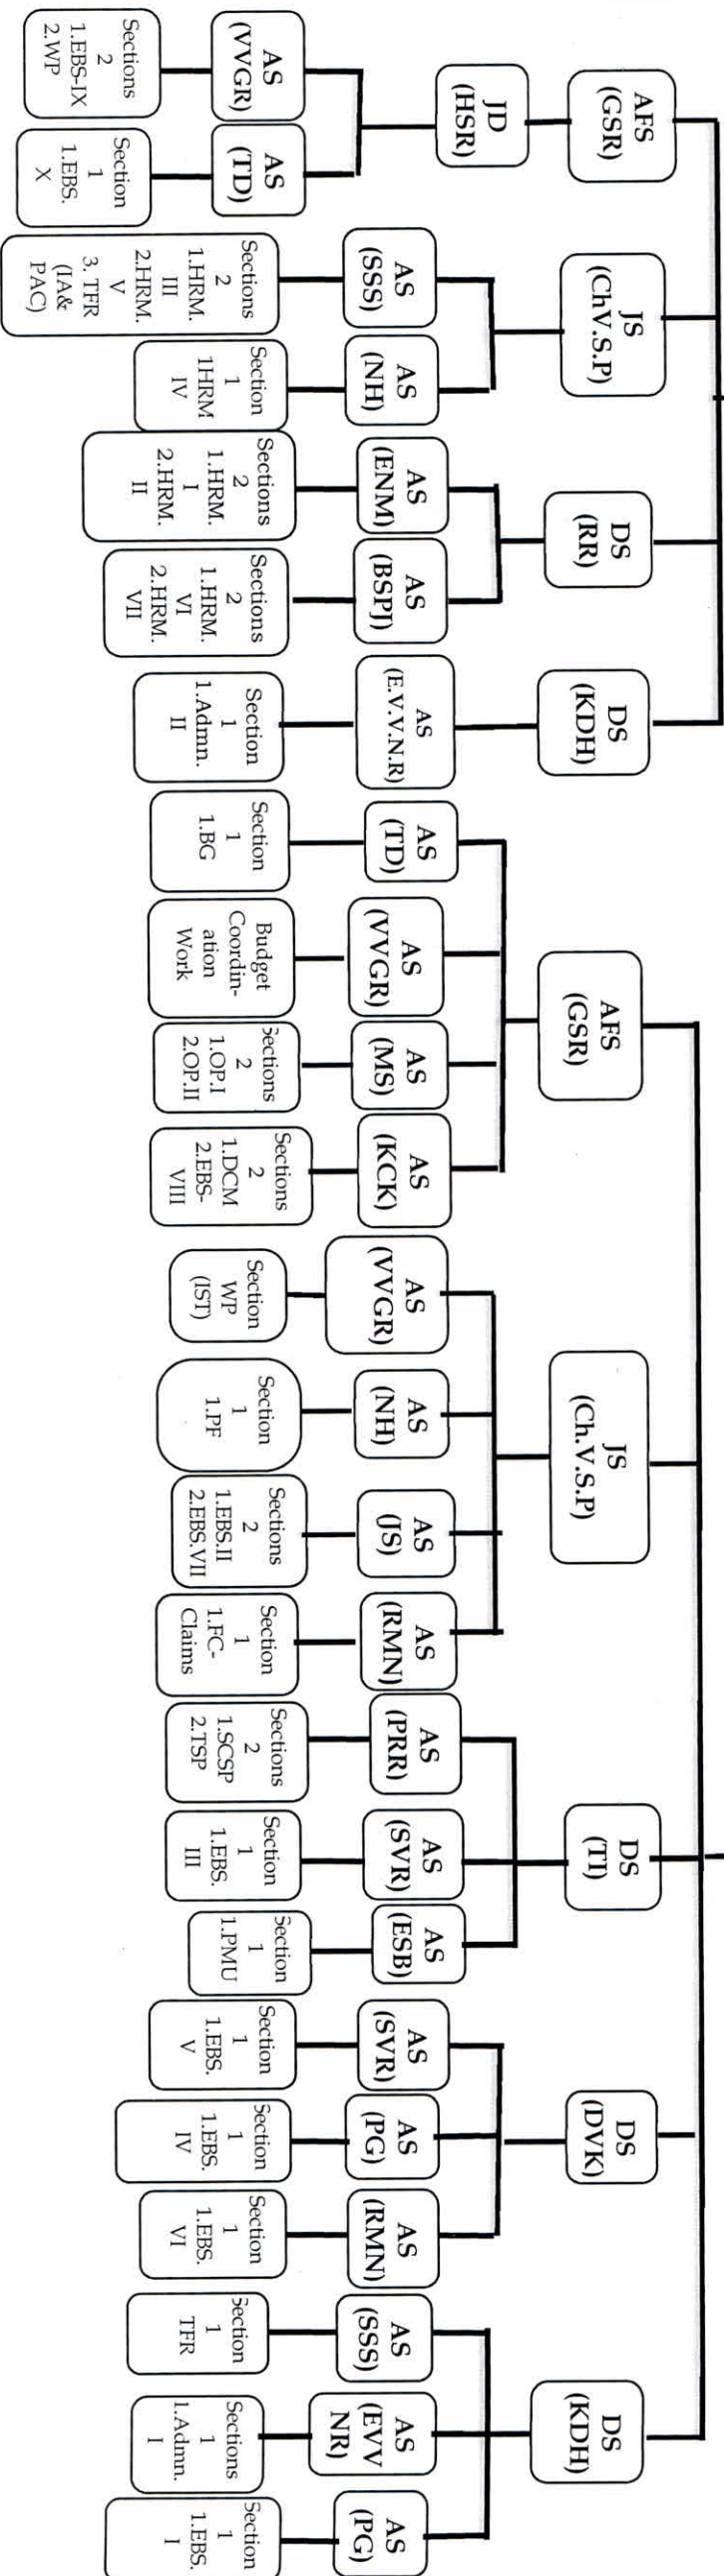 AFS
(GSR)
JS
(ChV.S.P)
DS
(RR)
DS
(KDH)
JD
(HSR)
AS
(VVGR)
AS
(TD)
AS
(SSS)
AS
(NH)
AS
(ENM)
AS
(BSPJ)
AS
(E.V.V.N.R)
Sections
2
1.EBS-IX
2.WP
Section
1
1.EBS.
X
Sections
2
1.HRM.
III
2.HRM.
V
3. TFR
(IA&
PAC)
Section
1
1HRM
IV
Sections
2
1.HRM.
I
2.HRM.
II
Sections
2
1.HRM.
VI
2.HRM.
VII
Section
1
1.Admn.
II
AFS
(GSR)
JS
(Ch.V.S.P)
DS
(TI)
DS
(DVK)
DS
(KDH)
AS
(TD)
AS
(VVGR)
AS
(MS)
AS
(KCK)
AS
(VVGR)
AS
(NH)
AS
(JS)
AS
(RMN)
AS
(PRR)
AS
(SVR)
AS
(ESB)
AS
(SVR)
AS
(PG)
AS
(RMN)
AS
(SSS)
AS
(EVV
NR)
AS
(PG)
Section
1
1.BG
Budget
Coordin-
ation
Work
Sections
2
1.OP.I
2.OP.II
Sections
2
1.DCM
2.EBS-
VIII
Section
WP
(IST)
Section
1
1.PF
Sections
2
1.EBS.II
2.EBS.VII
Section
1
1.FC-
Claims
Sections
2
1.SCSP
2.TSP
Section
1
1.EBS.
III
Section
1
1.PMU
Section
1
1.EBS.
V
Section
1
1.EBS.
IV
Section
1
1.EBS.
VI
Section
1
TFR
Sections
1
1.Admn.
I
Section
1
1.EBS.
I